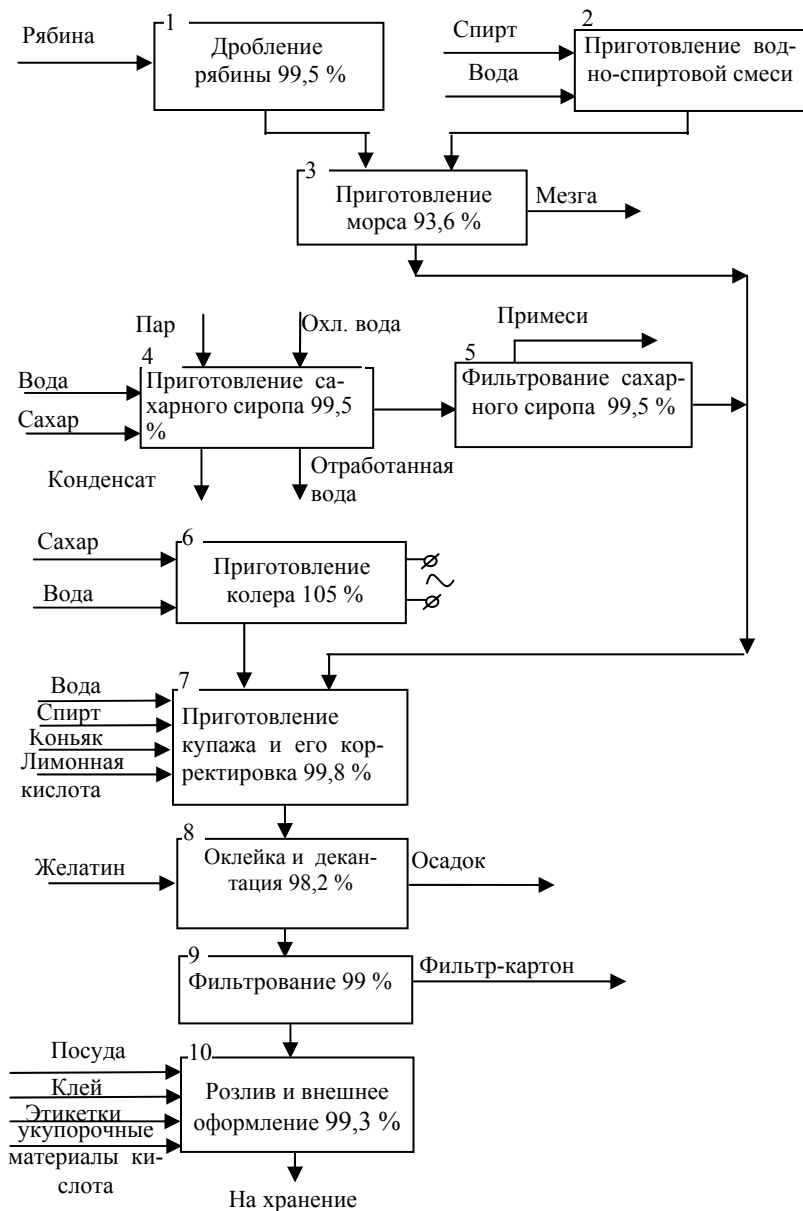 1
2
Рябина
Дробление
рябины 99,5 %
Спирт
Вода
Приготовление вод-
но-спиртовой смеси
3
Приготовление
морса 93,6 %
Мезга
Пар
Охл. вода
Примеси
4
5
Вода
Сахар
Приготовление са-
харного сиропа 99,5
%
Фильтрование сахар-
ного сиропа 99,5 %
Конденсат
Отработанная
вода
6
Сахар
Вода
Приготовление
колера 105 %
7
Вода
Спирт
Коньяк
Лимонная
кислота
Приготовление
купажа и его кор-
ректировка 99,8 %
8
Желатин
Оклейка и декан-
тация 98,2 %
Осадок
9
Фильтрование 99 %
Фильтр-картон
10
Посуда
Клей
Этикетки
укупорочные
материалы ки-
слота
Розлив и внешнее
оформление 99,3 %
На хранение